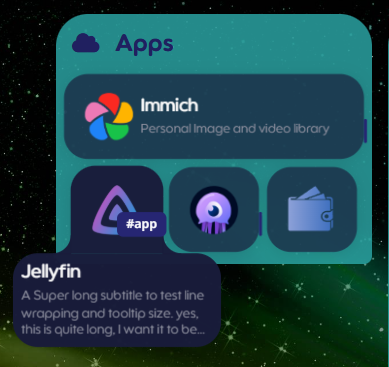 Apps
Immich
Personal Image and video library
#app
Jellyfin
A Super long subtitle to test line
wrapping and tooltip size. yes,
this is quite long, I want it to be...